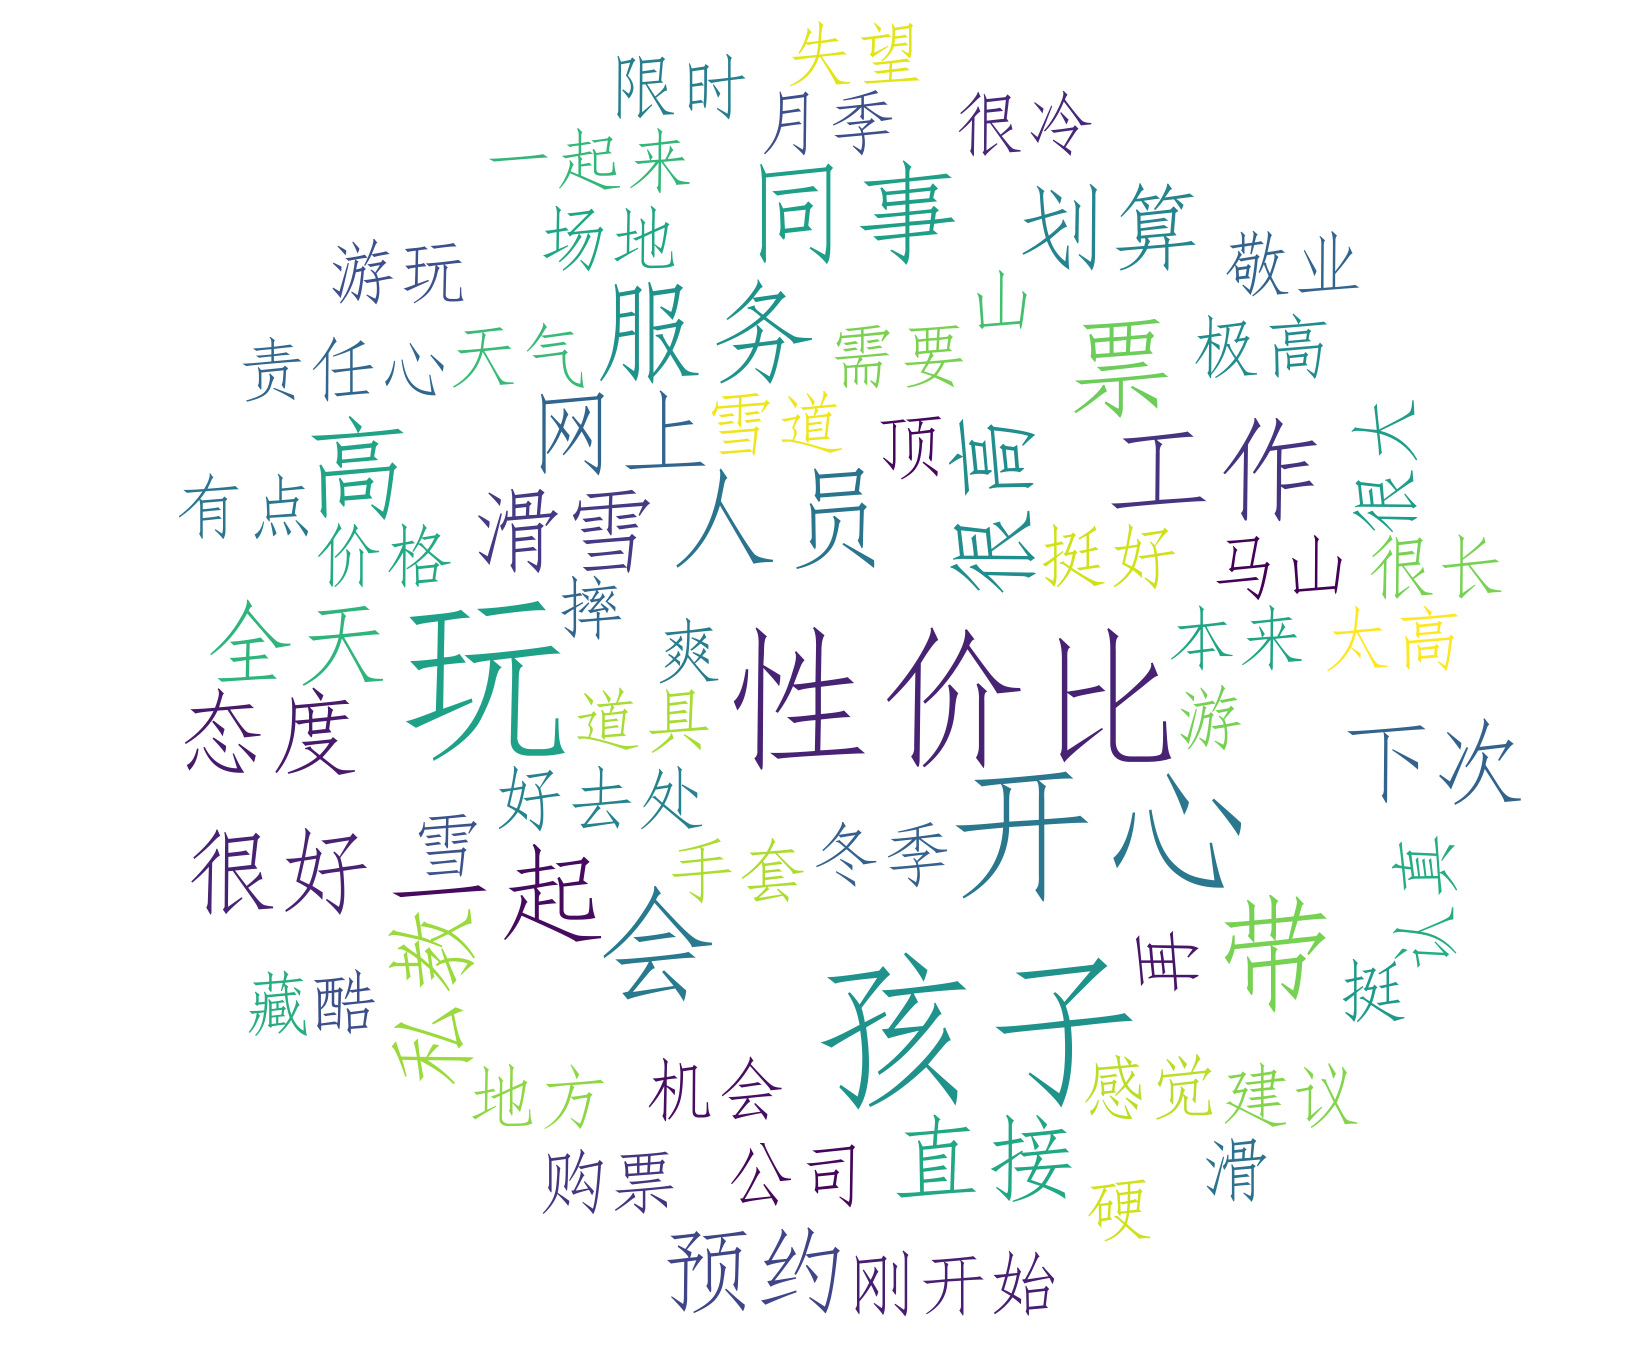 失望
限时
月季
很冷
一起来
同事
划算
场地
敬业
游玩
服务
山
天气
需要
票
极高
责任心
网上
雪道
顶
很高
工作
很大
高
有点
滑雪
人员
价格
挺好
马山
很长
摔
全天
玩
爽
性价比
本来
太高
态度
道具
游
下次
好去处
开心
很好
雪
一起
手套
冬季
认真
会
私教
孩子
再
带
挺
藏
酷
地方
机会
感觉
建议
购票
公司
直接
滑
硬
预约
刚开始